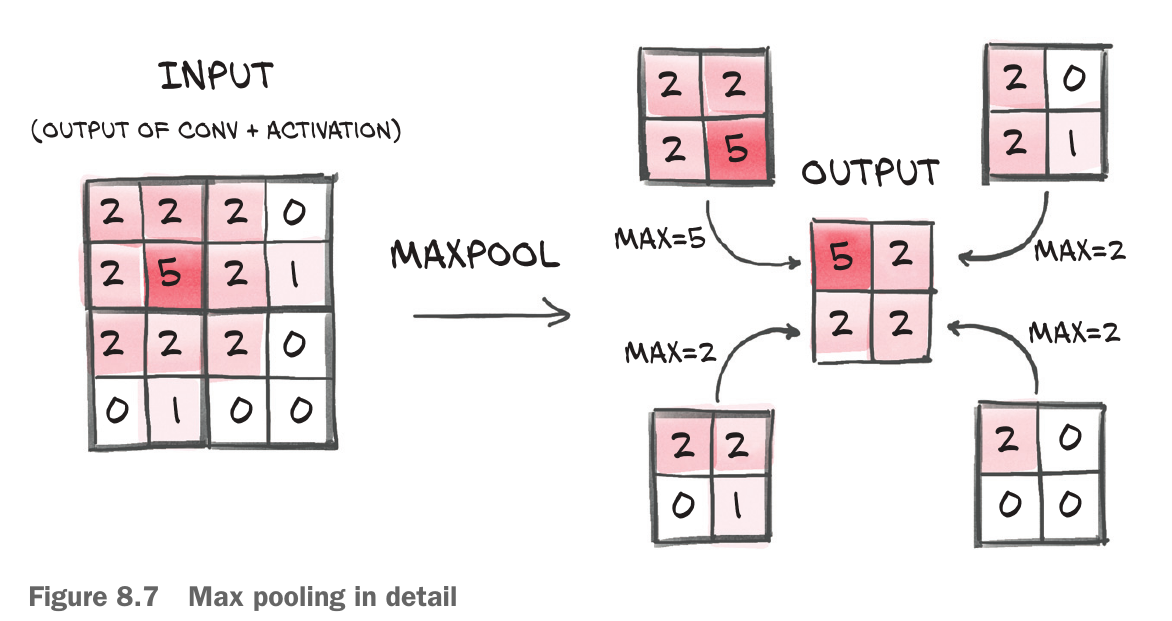 INPUT
(OUTPUT OF CONV + ACTIVATION)
2 2 2 0
2 5 2 1
2 2 2 0
0 1 0 0
MAXPOOL
2 2
2 5
MAX=5
2 0
2 1
MAX=2
OUTPUT
5 2
2 2
MAX=2
2 2
0 1
MAX=2
2 0
0 0
Figure 8.7 Max pooling in detail